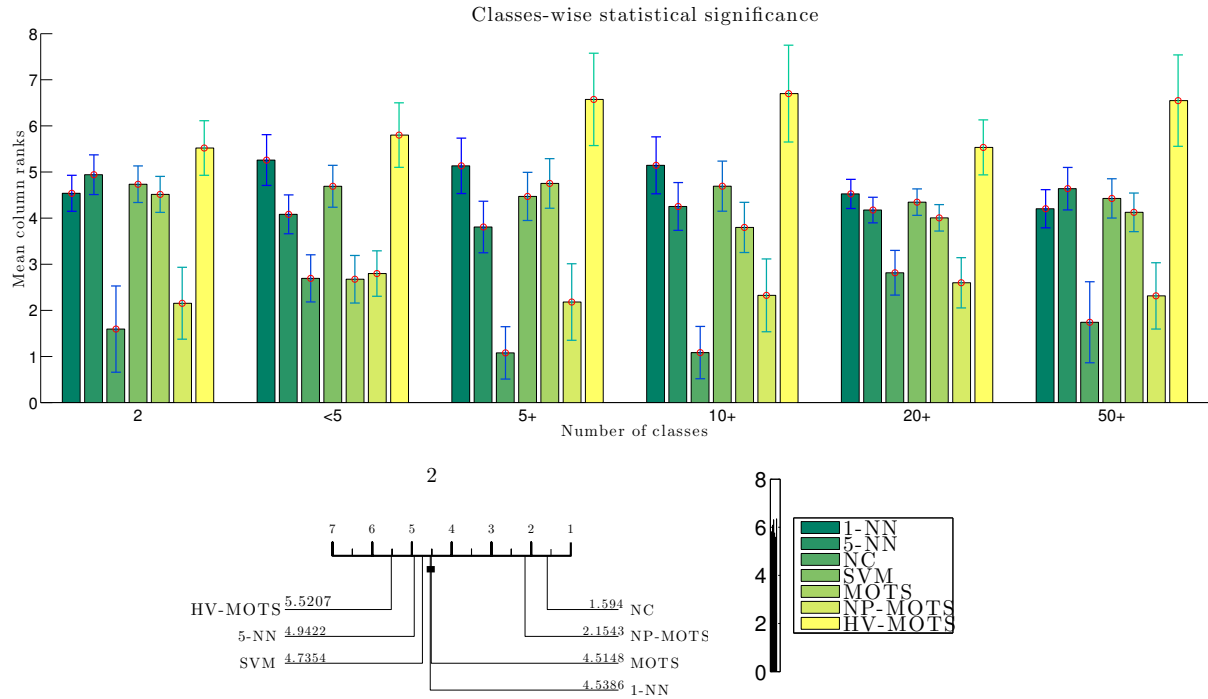 Classes-wise statistical significance
8
7
6
5
4
3
2
1
0
Mean column ranks
2
<5
5+
10+
20+
50+
Number of classes
2
7 6 5 4 3 2 1
HV-MOTS 5.5207
5-NN 4.9422
SVM 4.7354
1.594 NC
2.1543 NP-MOTS
4.5148 MOTS
4.5386 1-NN
8
6
4
2
0
1-NN
5-NN
NC
SVM
MOTS
NP-MOTS
HV-MOTS